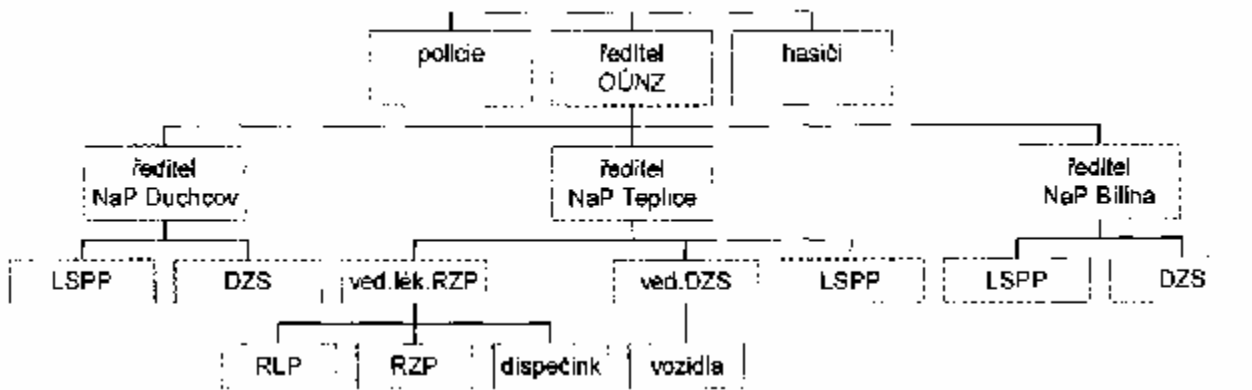 policie
ředitel
OÚNZ
hasiči
ředitel
NaP Duchcov
ředitel
NaP Teplice
ředitel
NaP Bílina
LSPP
DZS
ved.lék.RZP
ved.DZS
LSPP
LSPP
DZS
RLP
RZP
dispečink
vozidla